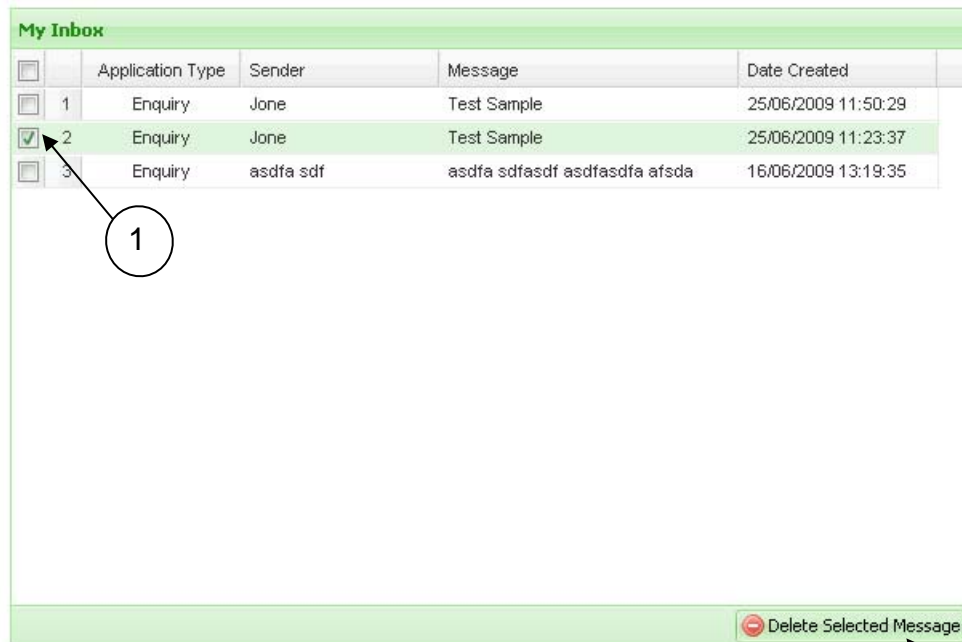 My Inbox
Application Type Sender Message Date Created
1 Enquiry Jone Test Sample 25/06/2009 11:50:29
2 Enquiry Jone Test Sample 25/06/2009 11:23:37
3 Enquiry asdfa sdf asdfa sdfasdf asdfasdfa afsda 16/06/2009 13:19:35
1
Delete Selected Message